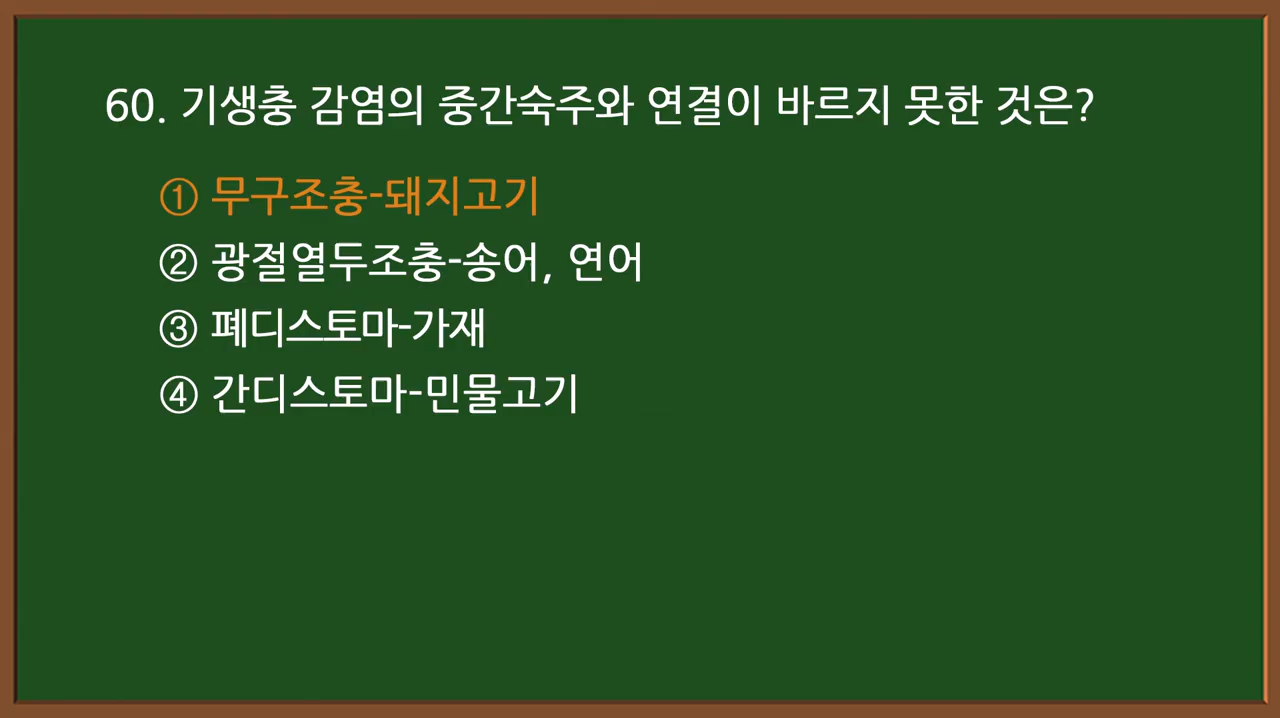 60. 기생충 감염의 중간숙주와 연결이 바르지 못한 것은?
① 무구조충-돼지고기
② 광절열두조충-송어, 연어
③ 폐디스토마-가재
④ 간디스토마-민물고기